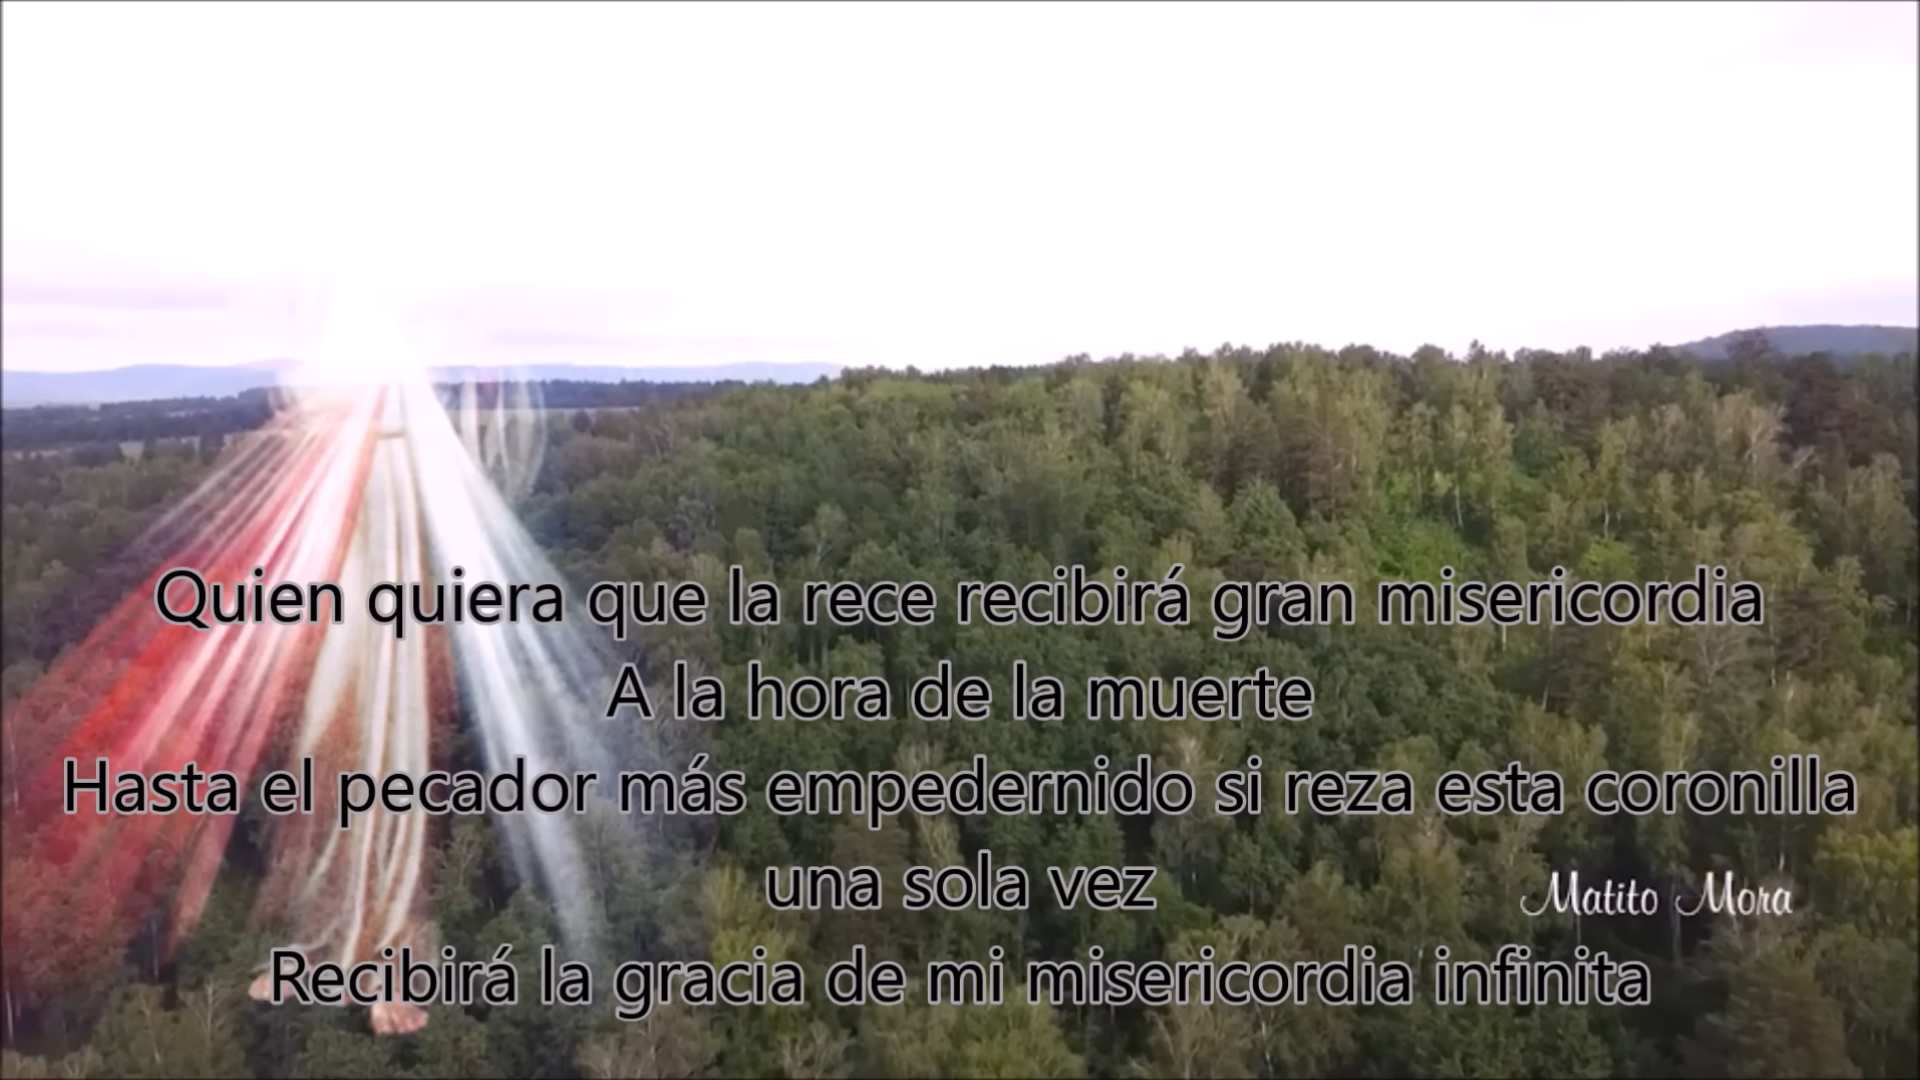 Quien quiera que la rece recibirá gran misericordia
A la hora de la muerte
Hasta el pecador más empedernido si reza esta coronilla
una sola vez
Matito Mora
Recibirá la gracia de mi misericordia infinita